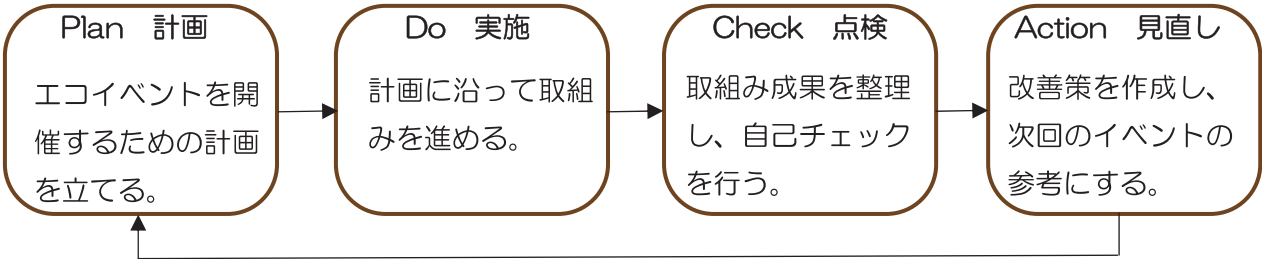 Plan 計画
エコイベントを開
催するための計画
を立てる。
Do 実施
計画に沿って取組
みを進める。
Check 点検
取組み成果を整理
し、自己チェック
を行う。
Action 見直し
改善策を作成し、
次回のイベントの
参考にする。